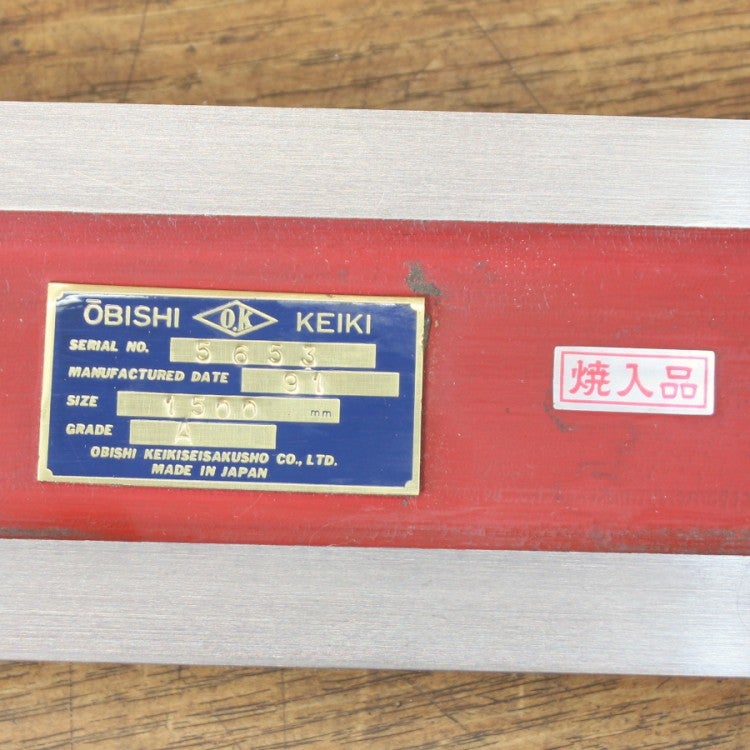 ŌBISHI O.K KEIKI
SERIAL NO. 5653
MANUFACTURED DATE 91
SIZE 1500 mm
GRADE A
OBISHI KEIKISEISAKUSHO CO., LTD.
MADE IN JAPAN
焼入品